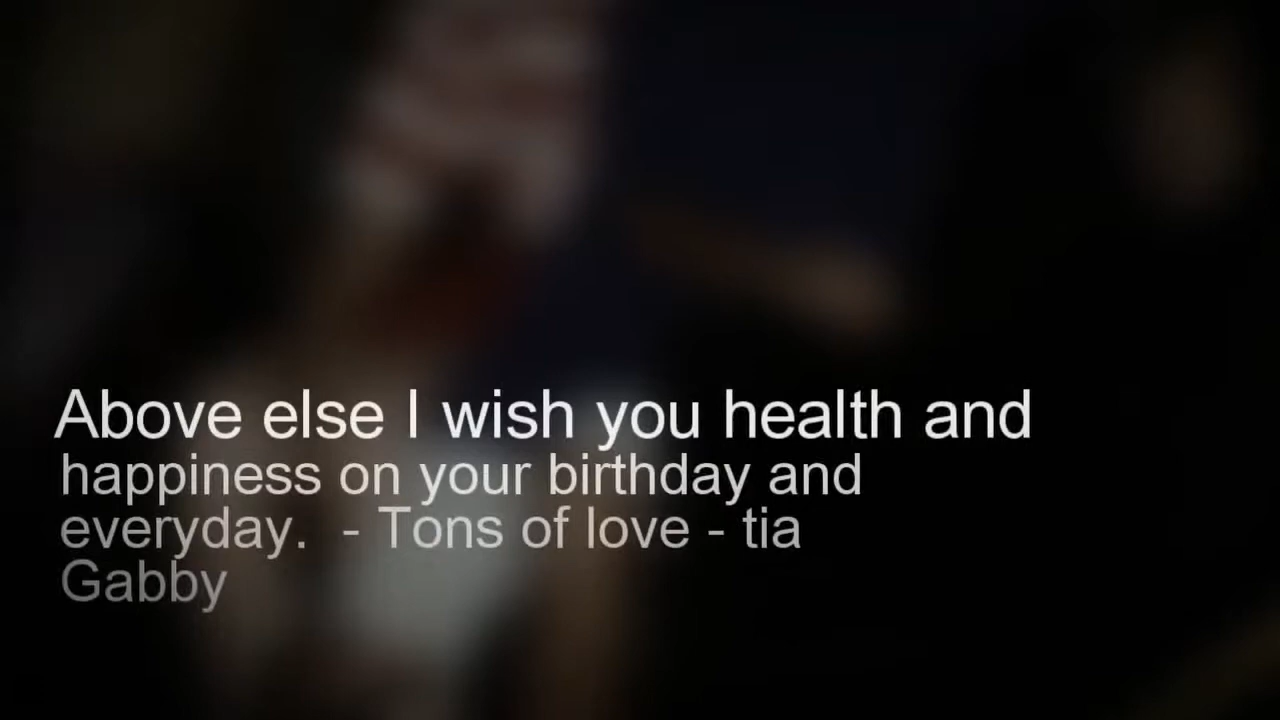 Above else I wish you health and
happiness on your birthday and
everyday.  - Tons of love - tia
Gabby